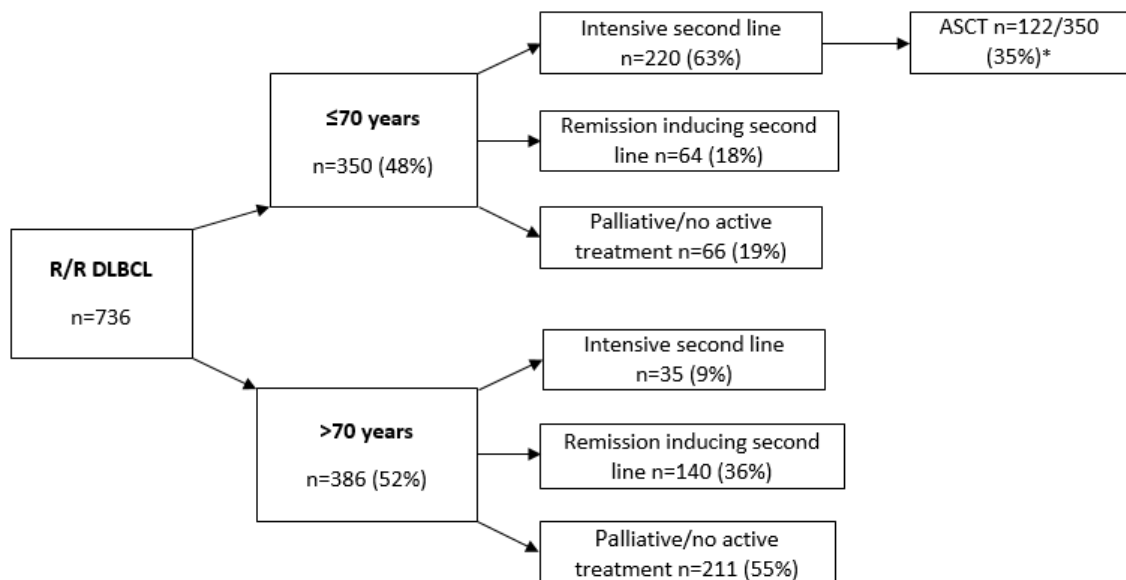 R/R DLBCL
n=736
≤70 years
n=350 (48%)
Intensive second line
n=220 (63%)
ASCT n=122/350
(35%)*
Remission inducing second
line n=64 (18%)
Palliative/no active
treatment n=66 (19%)
>70 years
n=386 (52%)
Intensive second line
n=35 (9%)
Remission inducing second
line n=140 (36%)
Palliative/no active
treatment n=211 (55%)